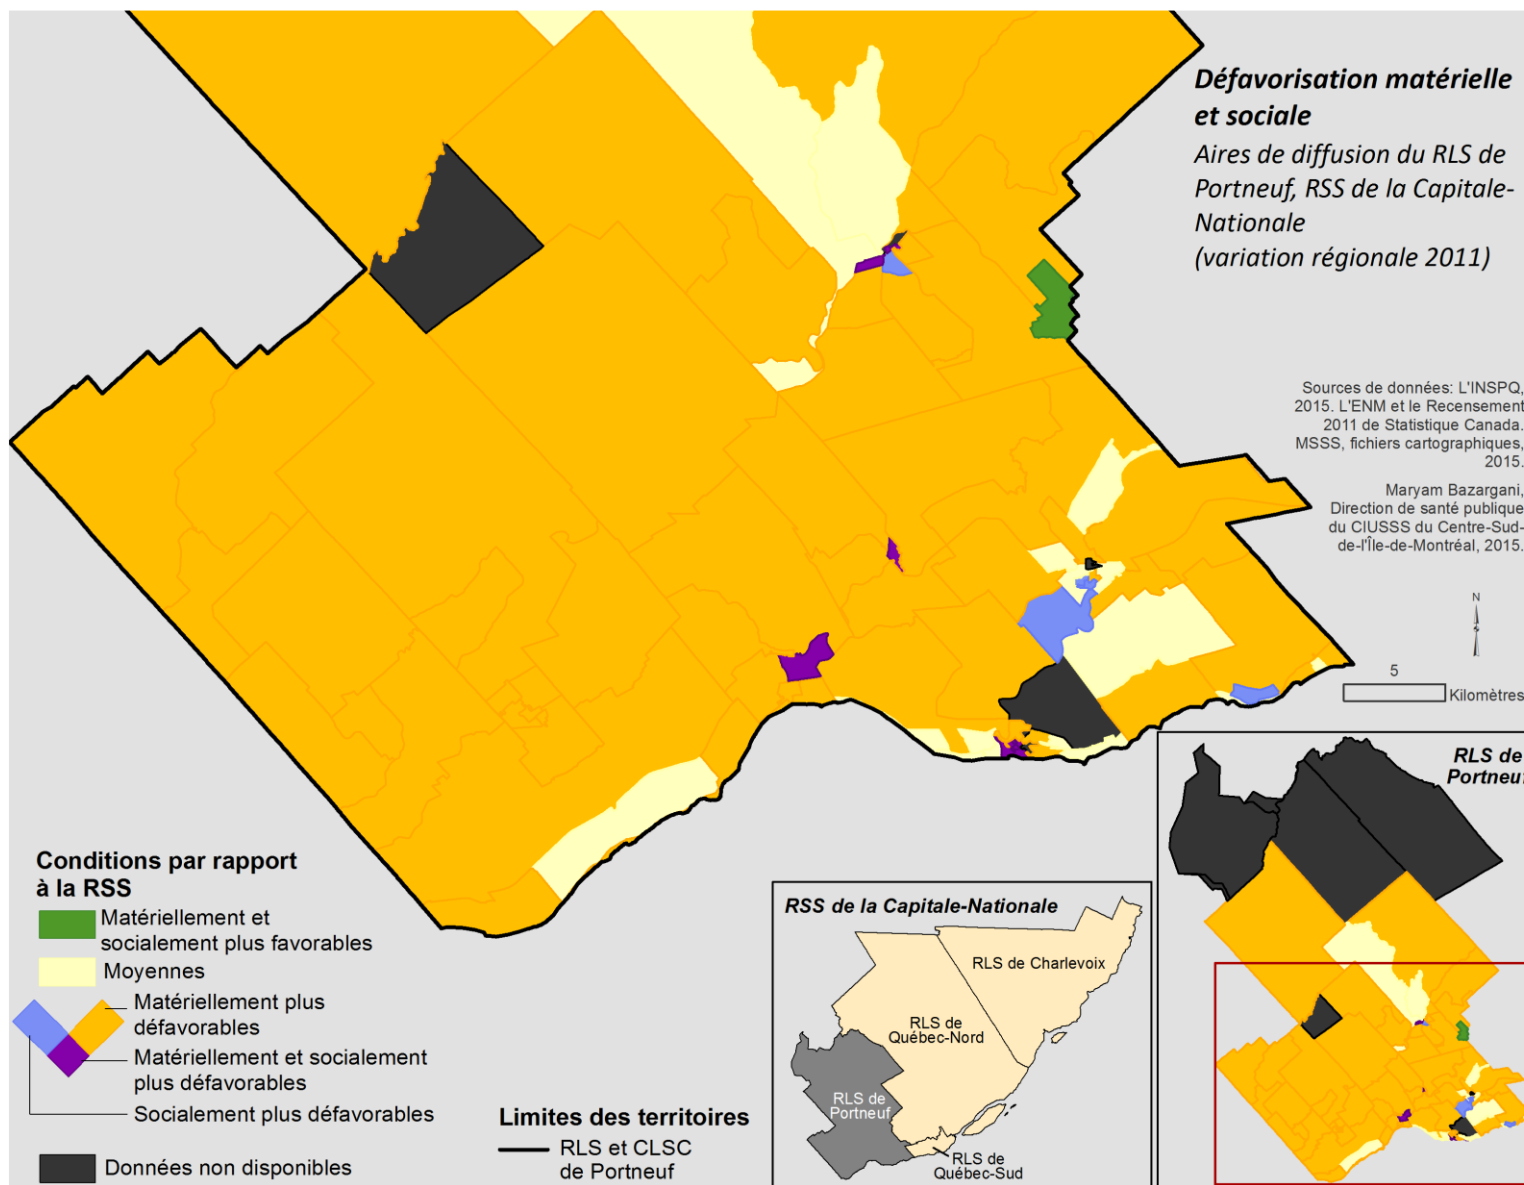 Défavorisation matérielle
et sociale
Aires de diffusion du RLS de
Portneuf, RSS de la Capitale-
Nationale
(variation régionale 2011)
Sources de données: L'INSPQ,
2015. L'ENM et le Recensement
2011 de Statistique Canada.
MSSS, fichiers cartographiques,
2015.
Maryam Bazargani,
Direction de santé publique
du CIUSSS du Centre-Sud-
de-l'Île-de-Montréal, 2015.
N
5
Kilomètres
Conditions par rapport
à la RSS
Matériellement et
socialement plus favorables
Moyennes
Matériellement plus
défavorables
Matériellement et socialement
plus défavorables
Socialement plus défavorables
Données non disponibles
Limites des territoires
RLS et CLSC
de Portneuf
RSS de la Capitale-Nationale
RLS de Charlevoix
RLS de
Québec-Nord
RLS de
Portneuf
RLS de
Québec-Sud
RLS de
Portneuf